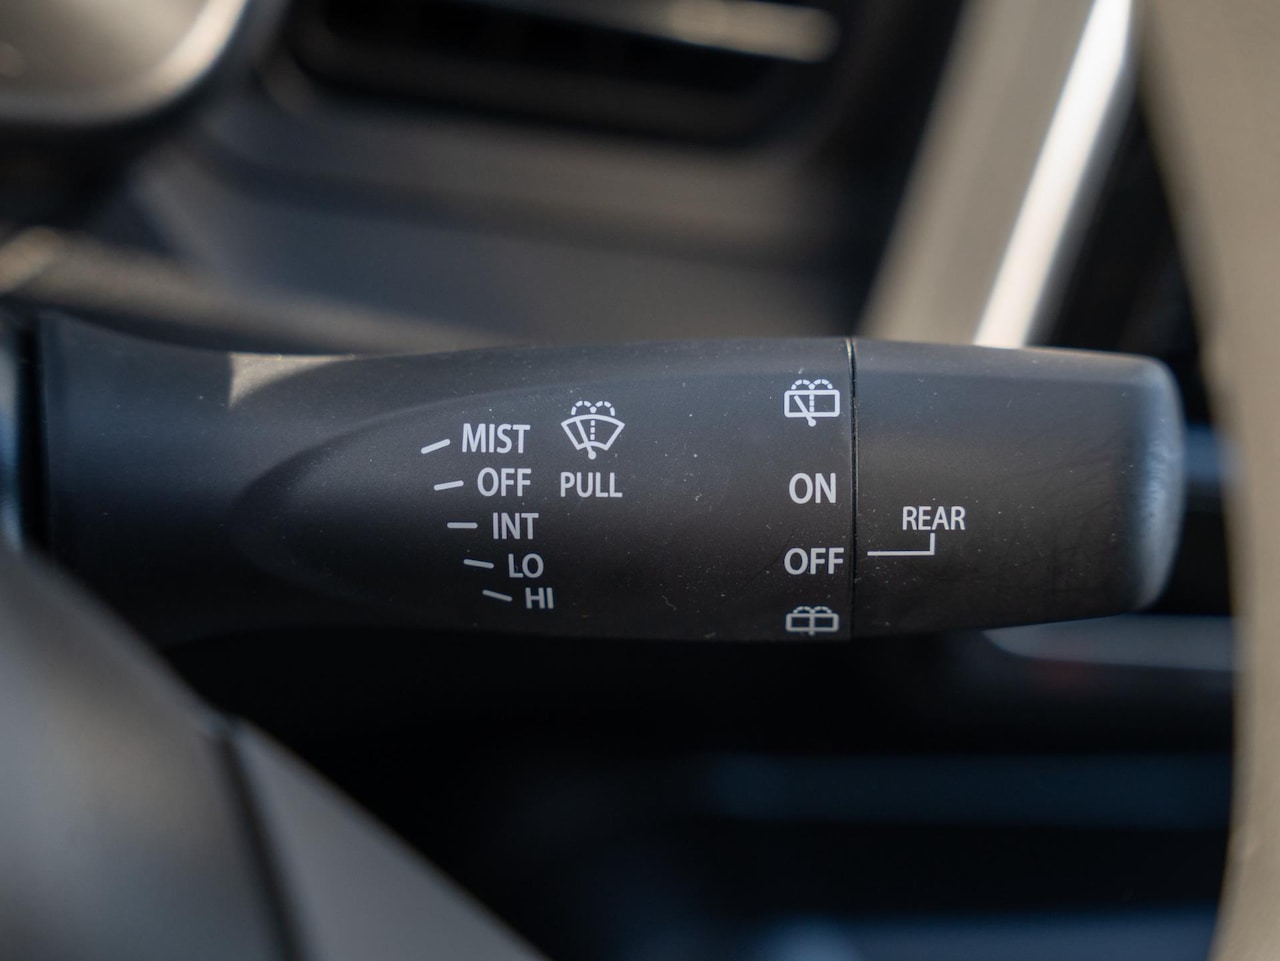 MIST
OFF
INT
LO
HI
PULL
ON
OFF
REAR